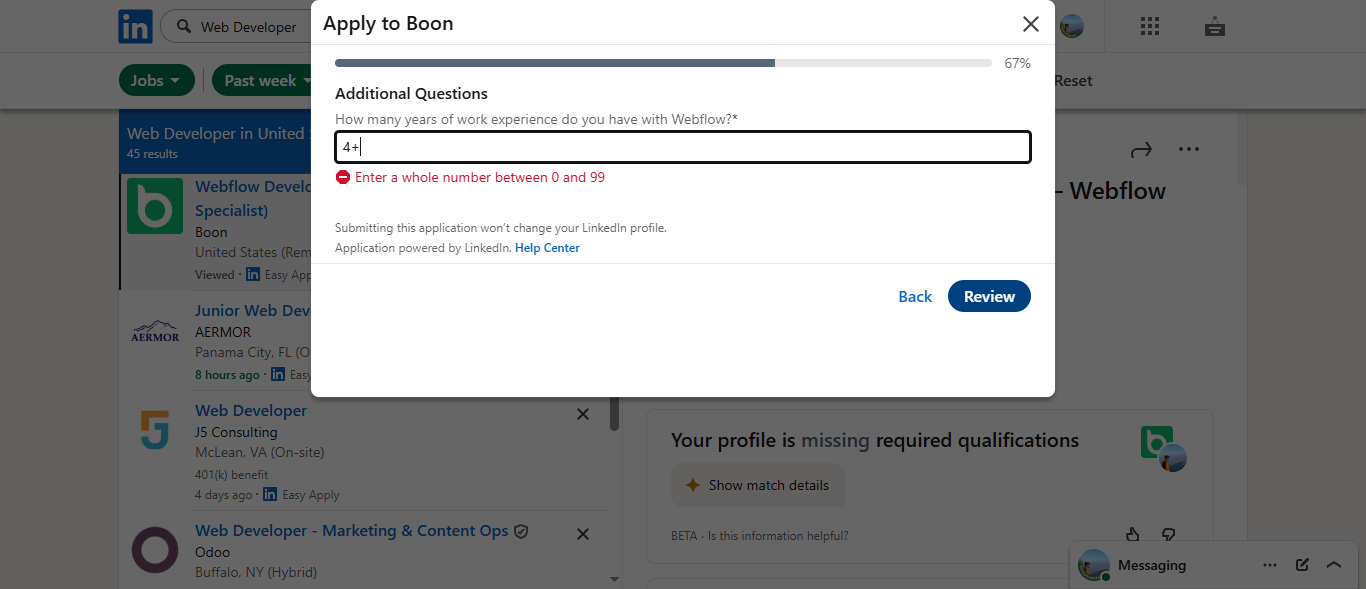 in
Web Developer
Apply to Boon
67%
Jobs
Past week
Reset
Additional Questions
How many years of work experience do you have with Webflow?*
4+
Enter a whole number between 0 and 99
Submitting this application won't change your LinkedIn profile.
Application powered by LinkedIn. Help Center
Back
Review
Web Developer in United
45 results
Webflow
Specialist)
Boon
United States
Viewed · in Easy
Junior Web
AERMOR
AERMOR
Panama City, FL
8 hours ago · in
Web Developer
J5 Consulting
McLean, VA (On-site)
401(k) benefit
4 days ago · in Easy Apply
Web Developer - Marketing & Content Ops
Odoo
Buffalo, NY (Hybrid)
– Webflow
Your profile is missing required qualifications
Show match details
BETA · Is this information helpful?
Messaging